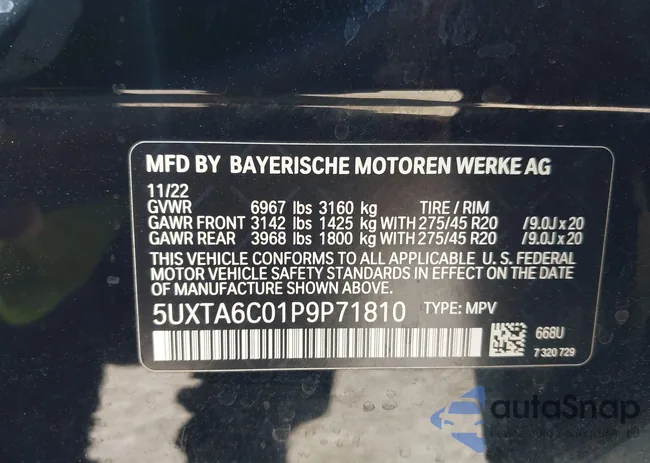 MFD BY BAYERISCHE MOTOREN WERKE AG
11/22
GVWR 6967 lbs 3160 kg TIRE / RIM
GAWR FRONT 3142 lbs 1425 kg WITH 275/45 R20 / 9.0J x 20
GAWR REAR 3968 lbs 1800 kg WITH 275/45 R20 / 9.0J x 20
THIS VEHICLE CONFORMS TO ALL APPLICABLE U.S. FEDERAL
MOTOR VEHICLE SAFETY STANDARDS IN EFFECT ON THE DATE
OF MANUFACTURE SHOWN ABOVE.
5UXTA6C01P9P71810 TYPE: MPV
668U
7 320 729
autoSnap